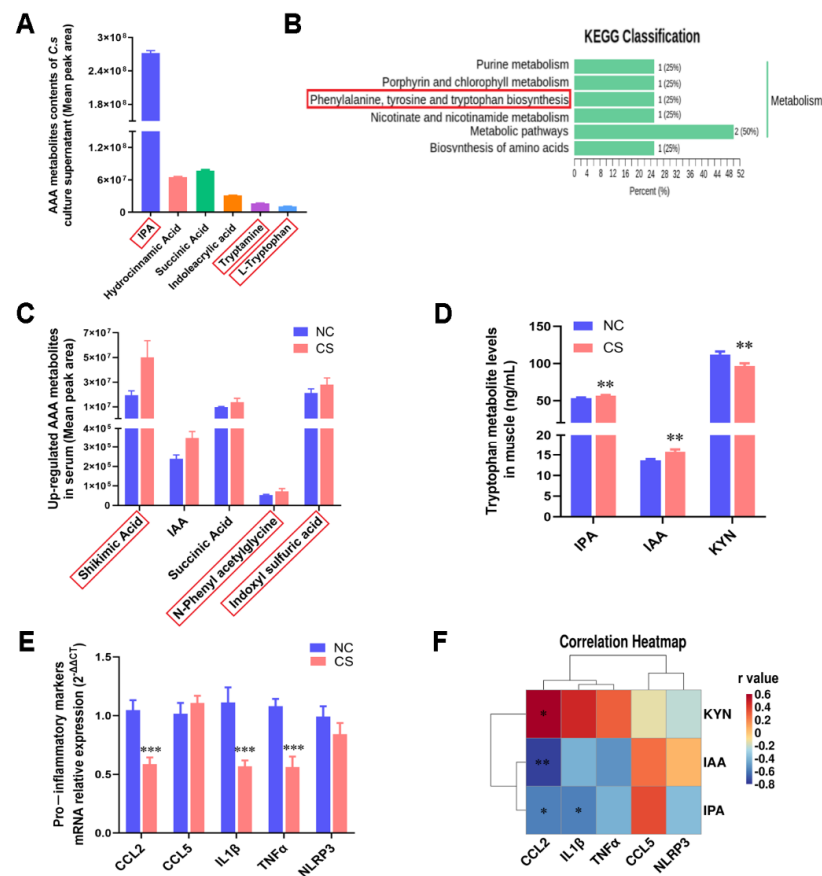 A
AAA metabolites contents of C.s
culture supernatant (Mean peak area)
3×10⁸
2.4×10⁸
1.8×10⁸
1.2×10⁸
6×10⁷
0
IPA
Hydrocinnamic Acid
Succinic Acid
Indoleacrylic acid
Tryptamine
L-Tryptophan
B
KEGG Classification
Purine metabolism
1 (25%)
Porphyrin and chlorophyll metabolism
1 (25%)
Phenylalanine, tyrosine and tryptophan biosynthesis
1 (25%)
Nicotinate and nicotinamide metabolism
1 (25%)
Metabolic pathways
2 (50%)
Biosynthesis of amino acids
1 (25%)
Metabolism
0 4 8 12 16 20 24 28 32 36 40 44 48 52
Percent (%)
C
Up-regulated AAA metabolites
in serum (Mean peak area)
7×10⁷
5×10⁷
3×10⁷
1×10⁷
4×10⁵
3×10⁵
2×10⁵
1×10⁵
0
NC
CS
Shikimic Acid
IAA
Succinic Acid
N-Phenyl acetylglycine
Indoxyl sulfuric acid
D
Tryptophan metabolite levels
in muscle (ng/mL)
150
100
50
20
15
10
5
0
NC
CS
**
**
**
IPA
IAA
KYN
E
Pro−inflammatory markers
mRNA relative expression (2^-ΔΔCT)
1.5
1.0
0.5
0.0
NC
CS
***
***
***
CCL2
CCL5
IL1β
TNFα
NLRP3
F
Correlation Heatmap
r value
0.6
0.4
0.2
0
-0.2
-0.4
-0.6
-0.8
* KYN
** IAA
* * IPA
CCL2
IL1β
TNFα
CCL5
NLRP3